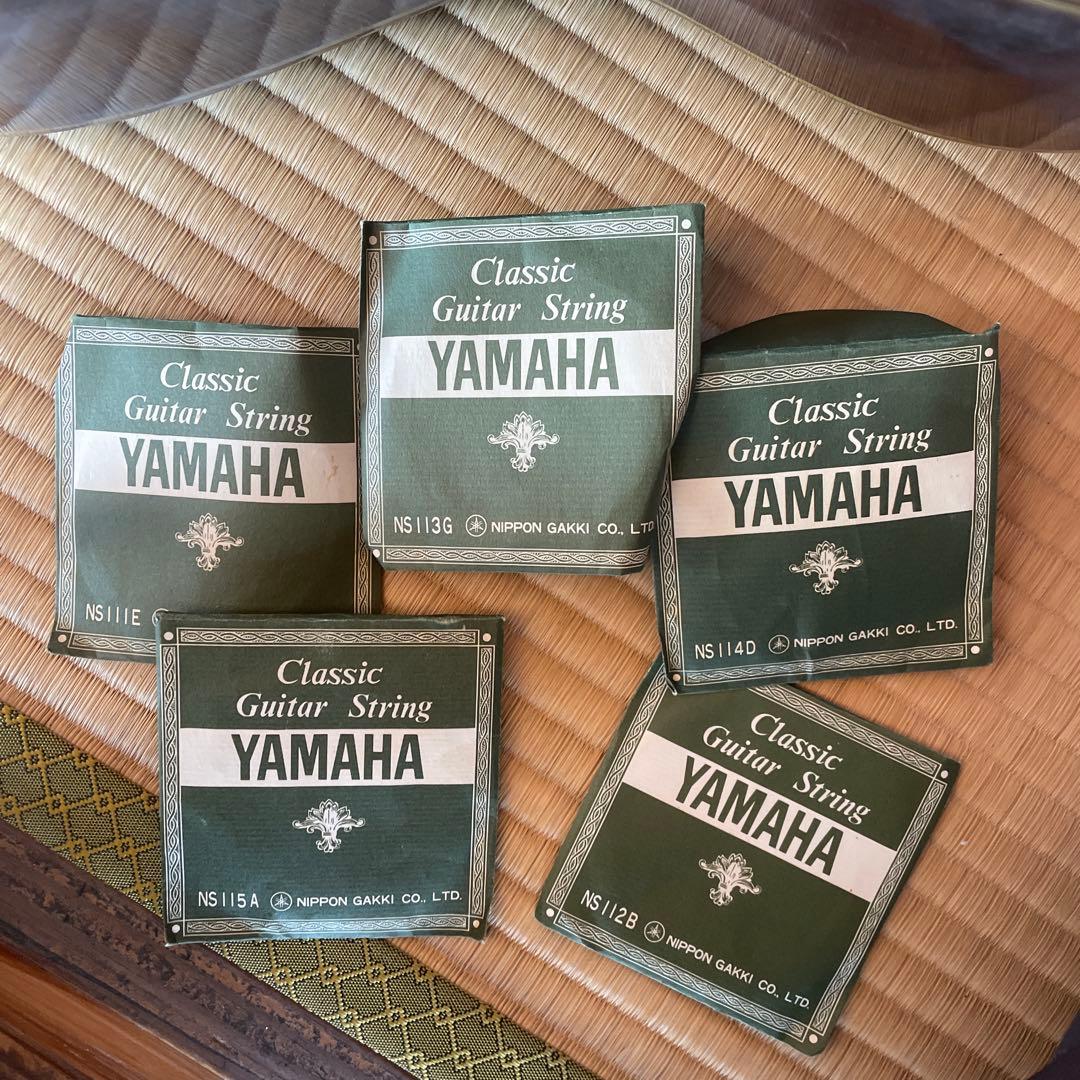 Classic
Guitar String
YAMAHA
NS111E
Classic
Guitar String
YAMAHA
NS113G NIPPON GAKKI CO., LTD
Classic
Guitar String
YAMAHA
NS114D NIPPON GAKKI CO., LTD.
Classic
Guitar String
YAMAHA
NS115A NIPPON GAKKI CO., LTD.
Classic
Guitar String
YAMAHA
NS112B NIPPON GAKKI CO., LTD.